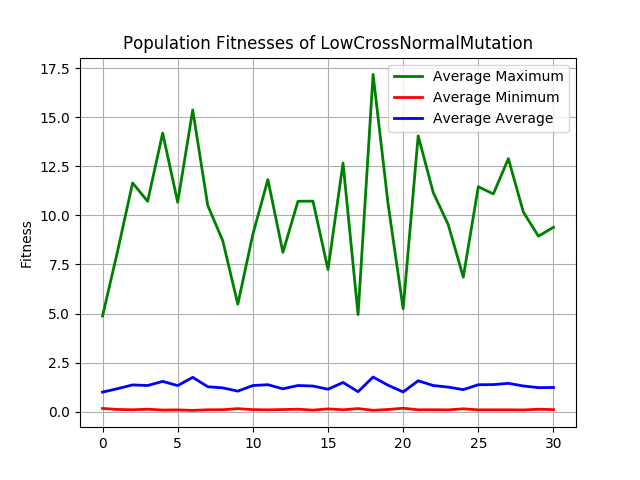 Population Fitnesses of LowCrossNormalMutation
Average Maximum
Average Minimum
Average Average
Fitness
17.5
15.0
12.5
10.0
7.5
5.0
2.5
0.0
0 5 10 15 20 25 30